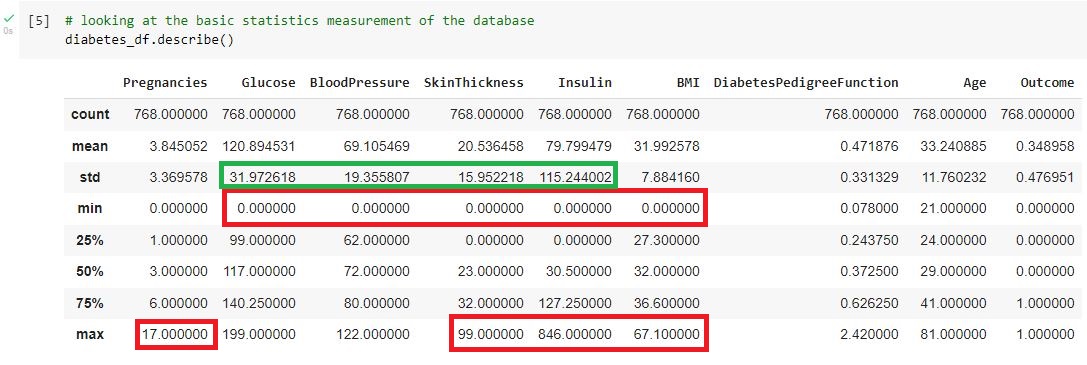 [5] # looking at the basic statistics measurement of the database
0s diabetes_df.describe()
Pregnancies Glucose BloodPressure SkinThickness Insulin BMI DiabetesPedigreeFunction Age Outcome
count 768.000000 768.000000 768.000000 768.000000 768.000000 768.000000 768.000000 768.000000 768.000000
mean 3.845052 120.894531 69.105469 20.536458 79.799479 31.992578 0.471876 33.240885 0.348958
std 3.369578 31.972618 19.355807 15.952218 115.244002 7.884160 0.331329 11.760232 0.476951
min 0.000000 0.000000 0.000000 0.000000 0.000000 0.000000 0.078000 21.000000 0.000000
25% 1.000000 99.000000 62.000000 0.000000 0.000000 27.300000 0.243750 24.000000 0.000000
50% 3.000000 117.000000 72.000000 23.000000 30.500000 32.000000 0.372500 29.000000 0.000000
75% 6.000000 140.250000 80.000000 32.000000 127.250000 36.600000 0.626250 41.000000 1.000000
max 17.000000 199.000000 122.000000 99.000000 846.000000 67.100000 2.420000 81.000000 1.000000